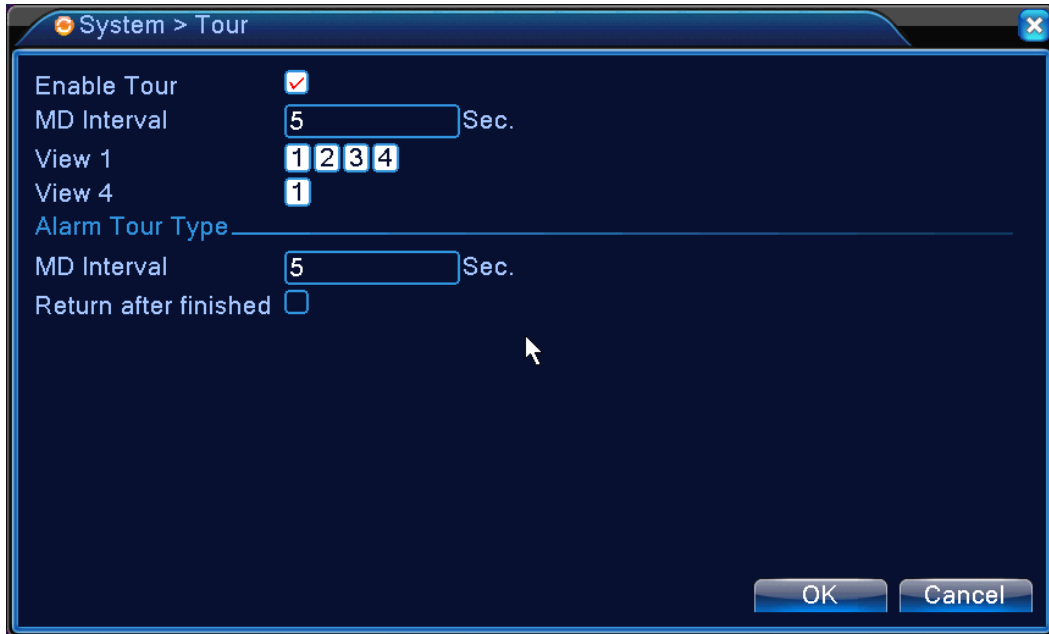 System > Tour
Enable Tour
MD Interval 5 Sec.
View 1 1 2 3 4
View 4 1
Alarm Tour Type
MD Interval 5 Sec.
Return after finished
OK Cancel